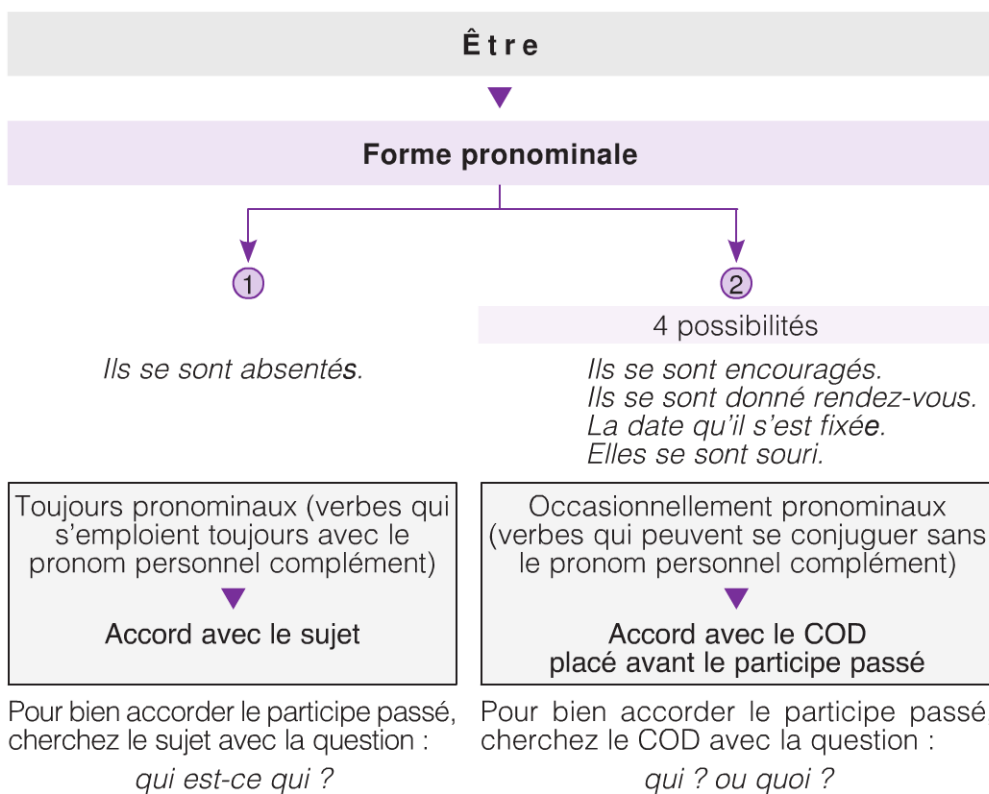 Être
Forme pronominale
1
Ils se sont absentés.
Toujours pronominaux (verbes qui
s'emploient toujours avec le
pronom personnel complément)
Accord avec le sujet
Pour bien accorder le participe passé,
cherchez le sujet avec la question :
qui est-ce qui ?
2
4 possibilités
Ils se sont encouragés.
Ils se sont donné rendez-vous.
La date qu'il s'est fixée.
Elles se sont souri.
Occasionnellement pronominaux
(verbes qui peuvent se conjuguer sans
le pronom personnel complément)
Accord avec le COD
placé avant le participe passé
Pour bien accorder le participe passé,
cherchez le COD avec la question :
qui ? ou quoi ?